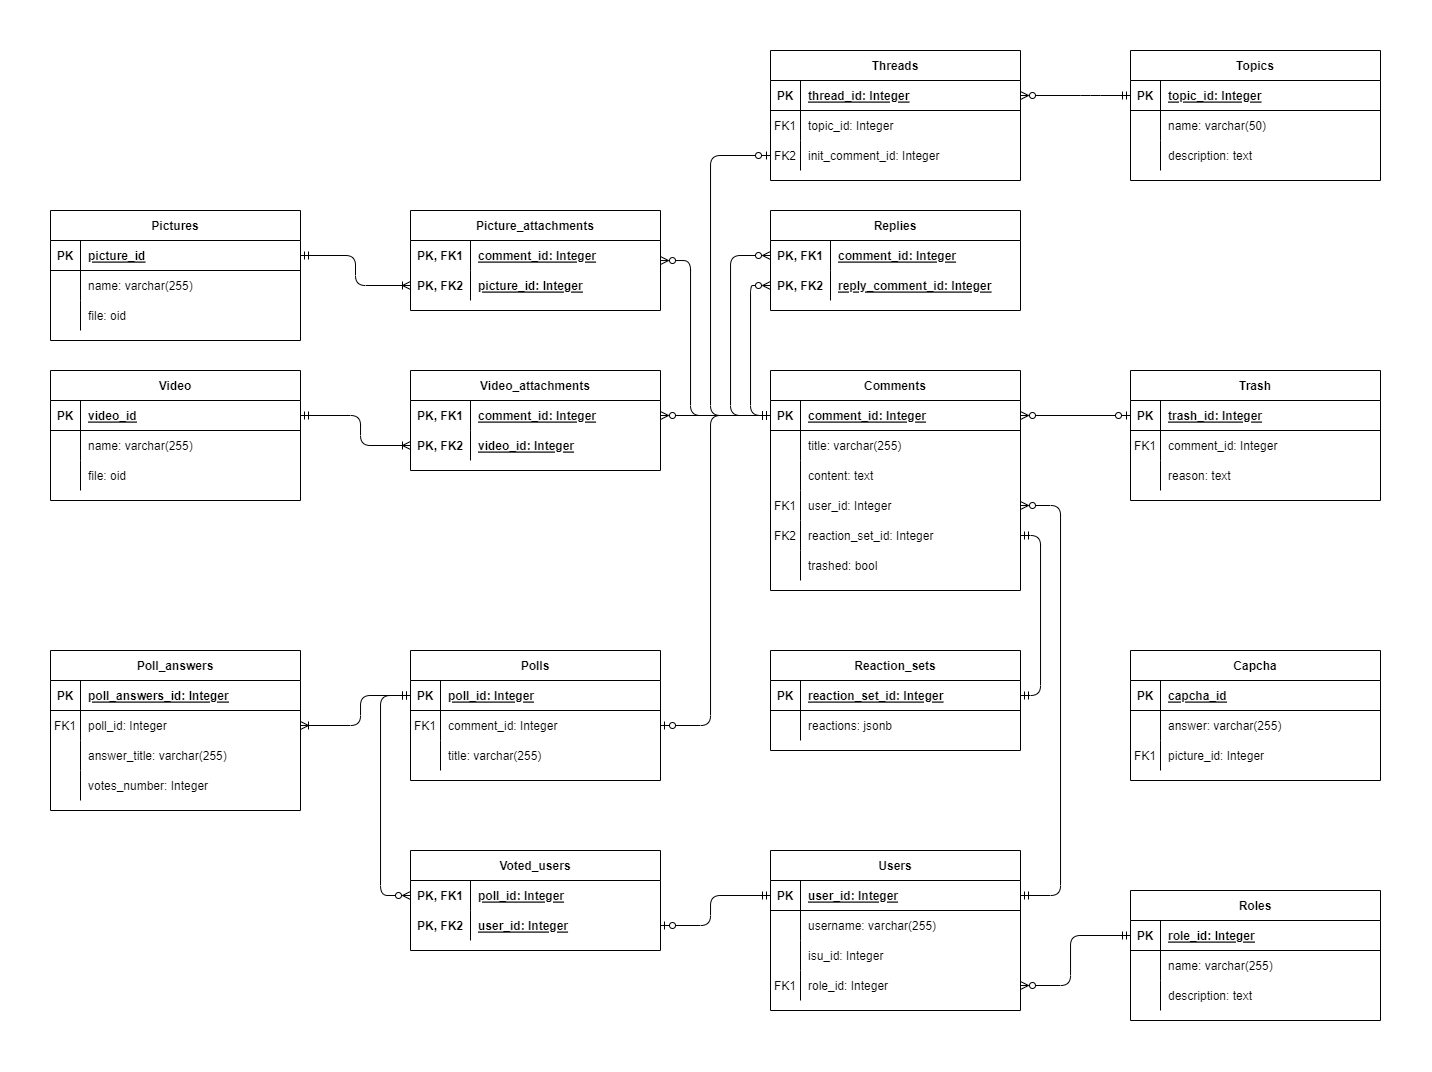 Threads
PK thread_id: Integer
FK1 topic_id: Integer
FK2 init_comment_id: Integer
Topics
PK topic_id: Integer
name: varchar(50)
description: text
Pictures
PK picture_id
name: varchar(255)
file: oid
Picture_attachments
PK, FK1 comment_id: Integer
PK, FK2 picture_id: Integer
Replies
PK, FK1 comment_id: Integer
PK, FK2 reply_comment_id: Integer
Video
PK video_id
name: varchar(255)
file: oid
Video_attachments
PK, FK1 comment_id: Integer
PK, FK2 video_id: Integer
Comments
PK comment_id: Integer
title: varchar(255)
content: text
FK1 user_id: Integer
FK2 reaction_set_id: Integer
trashed: bool
Trash
PK trash_id: Integer
FK1 comment_id: Integer
reason: text
Poll_answers
PK poll_answers_id: Integer
FK1 poll_id: Integer
answer_title: varchar(255)
votes_number: Integer
Polls
PK poll_id: Integer
FK1 comment_id: Integer
title: varchar(255)
Reaction_sets
PK reaction_set_id: Integer
reactions: jsonb
Capcha
PK capcha_id
answer: varchar(255)
FK1 picture_id: Integer
Voted_users
PK, FK1 poll_id: Integer
PK, FK2 user_id: Integer
Users
PK user_id: Integer
username: varchar(255)
isu_id: Integer
FK1 role_id: Integer
Roles
PK role_id: Integer
name: varchar(255)
description: text